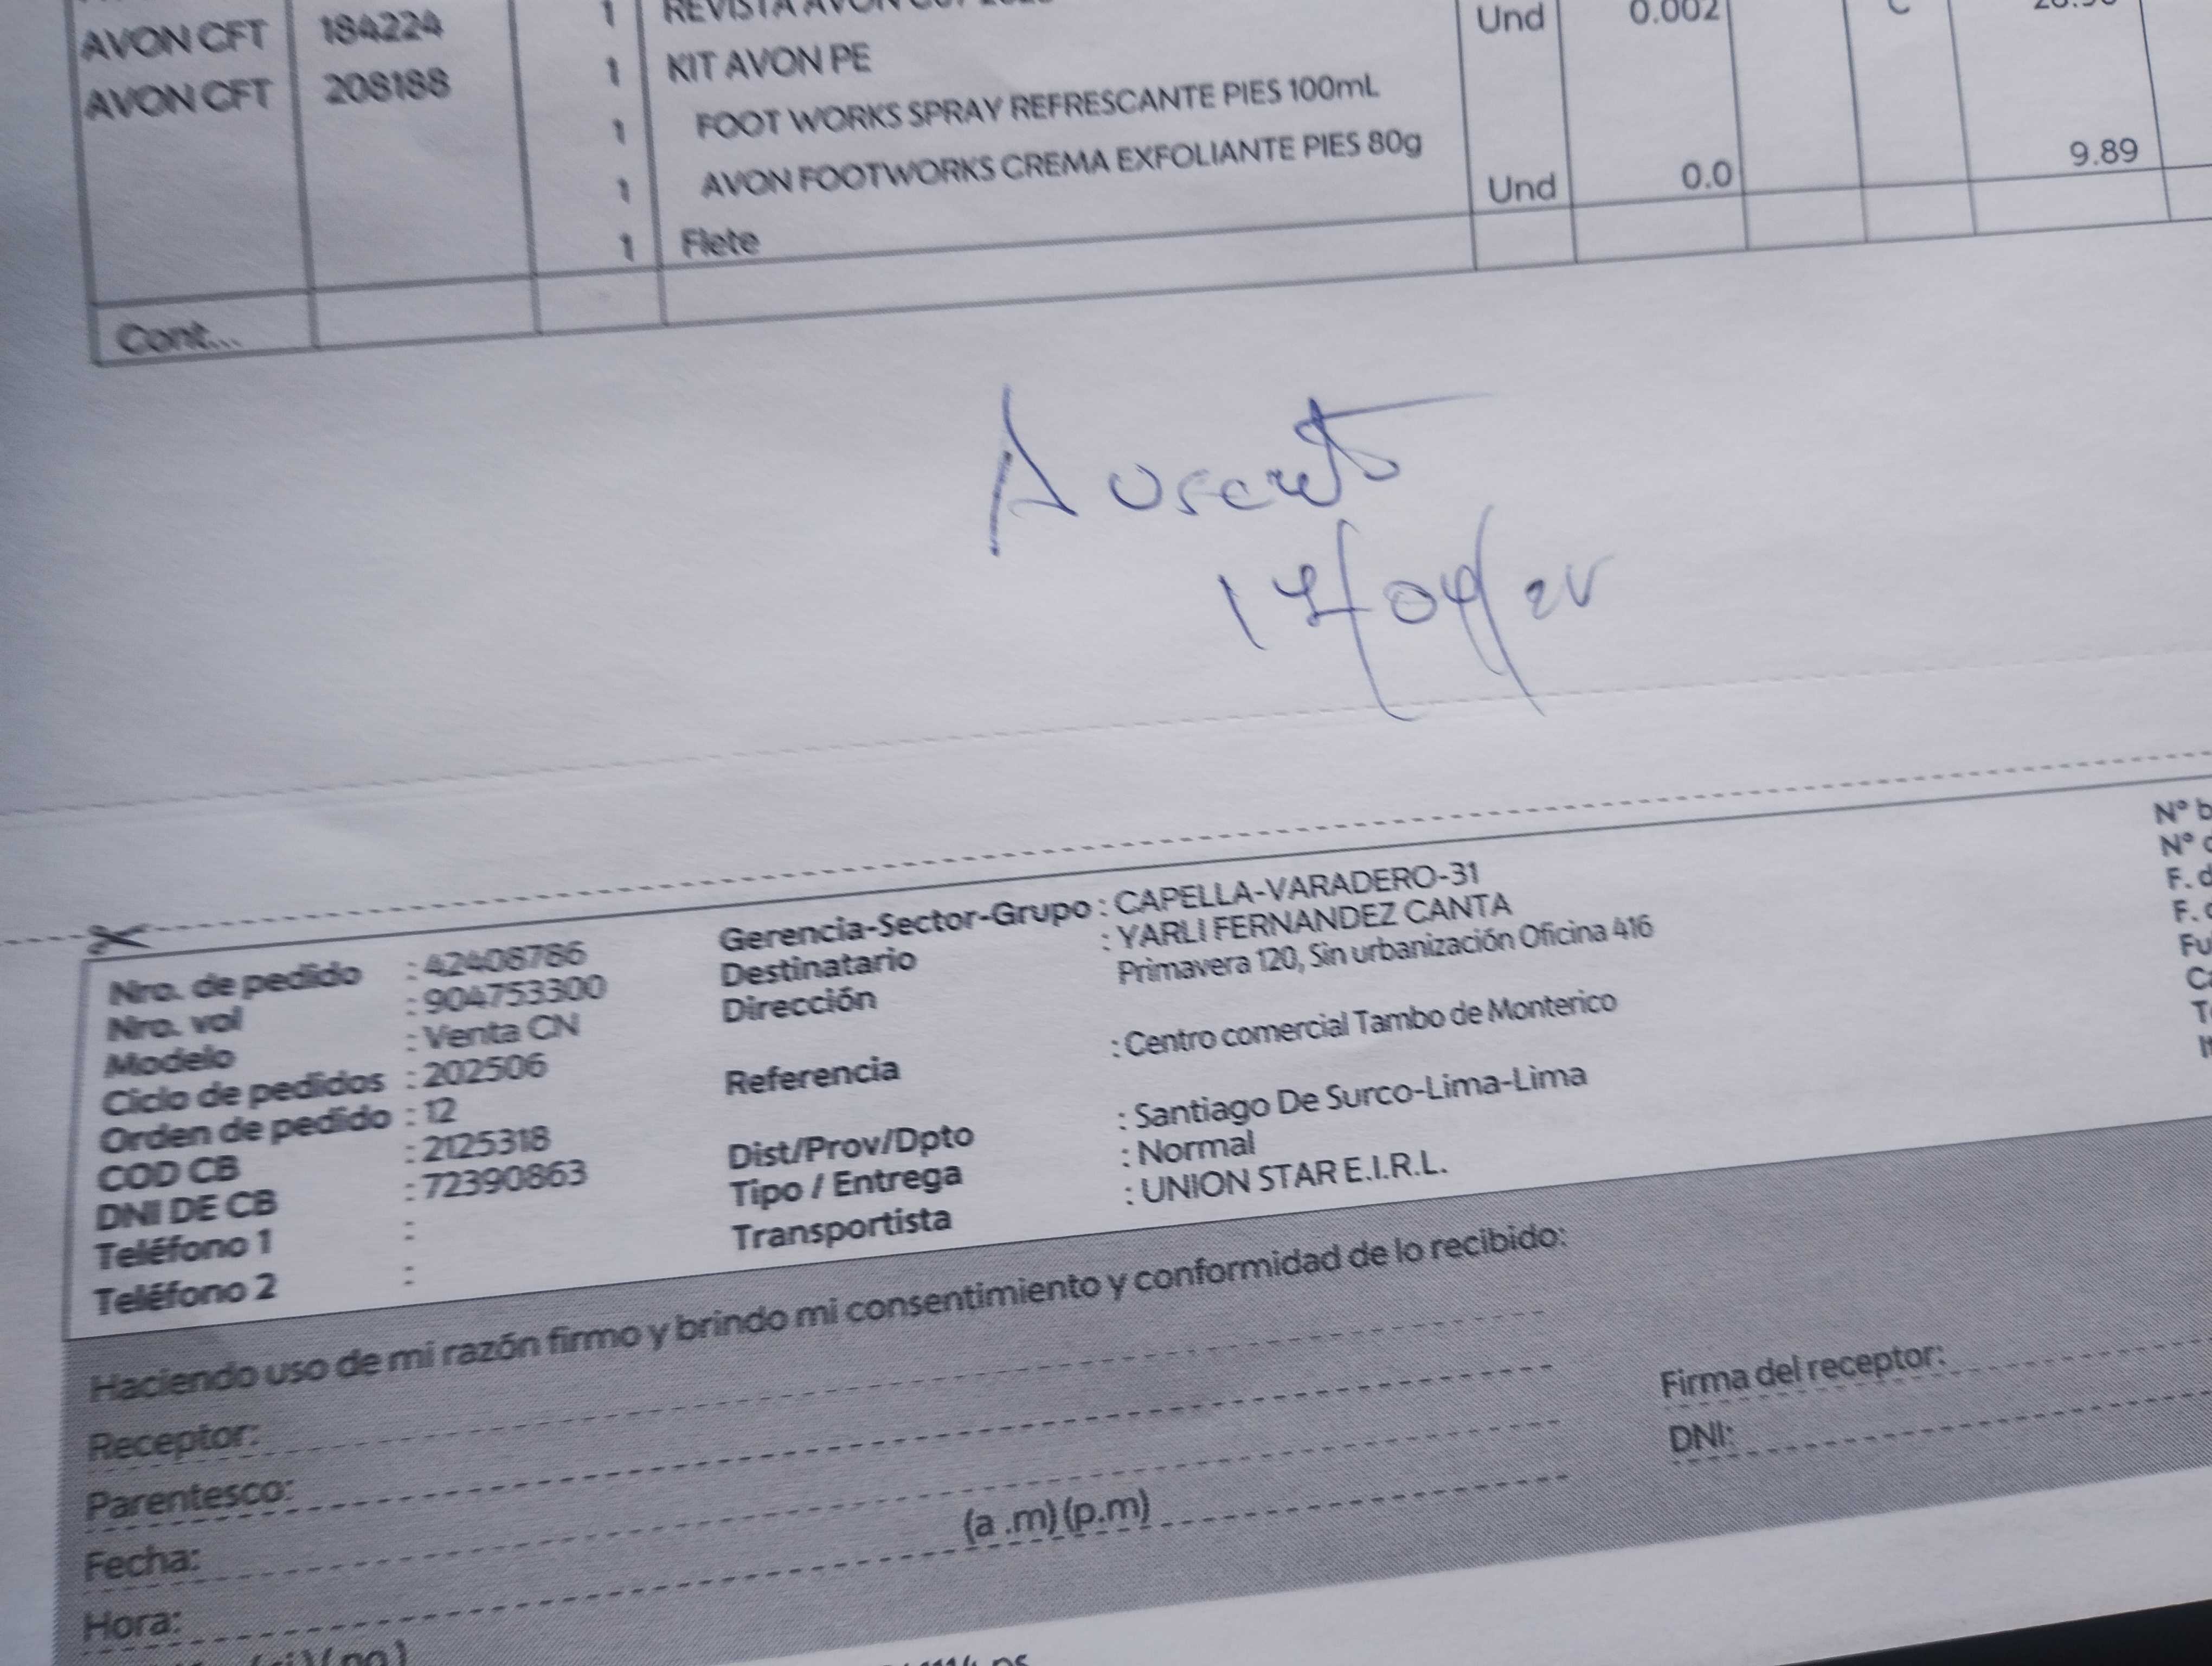 AVON CFT 184224 1 REVISTA AVON
AVON CFT 208188 1 KIT AVON PE Und 0.002 C
1 FOOT WORKS SPRAY REFRESCANTE PIES 100mL
1 AVON FOOTWORKS CREMA EXFOLIANTE PIES 80g
1 Flete Und 0.0 9.89
Cont...
Nro. de pedido : 42408786
Nro. vol : 904753300
Modelo : Venta CN
Ciclo de pedidos : 202506
Orden de pedido : 12
COD CB : 2125318
DNI DE CB : 72390863
Teléfono 1 :
Teléfono 2 :
Gerencia-Sector-Grupo : CAPELLA-VARADERO-31
Destinatario : YARLI FERNANDEZ CANTA
Dirección Primavera 120, Sin urbanización Oficina 416
Referencia : Centro comercial Tambo de Monterico
Dist/Prov/Dpto : Santiago De Surco-Lima-Lima
Tipo / Entrega : Normal
Transportista : UNION STAR E.I.R.L.
Haciendo uso de mi razón firmo y brindo mi consentimiento y conformidad de lo recibido:
Receptor:
Parentesco:
Fecha:
Hora: (a .m) (p.m)
Firma del receptor:
DNI: